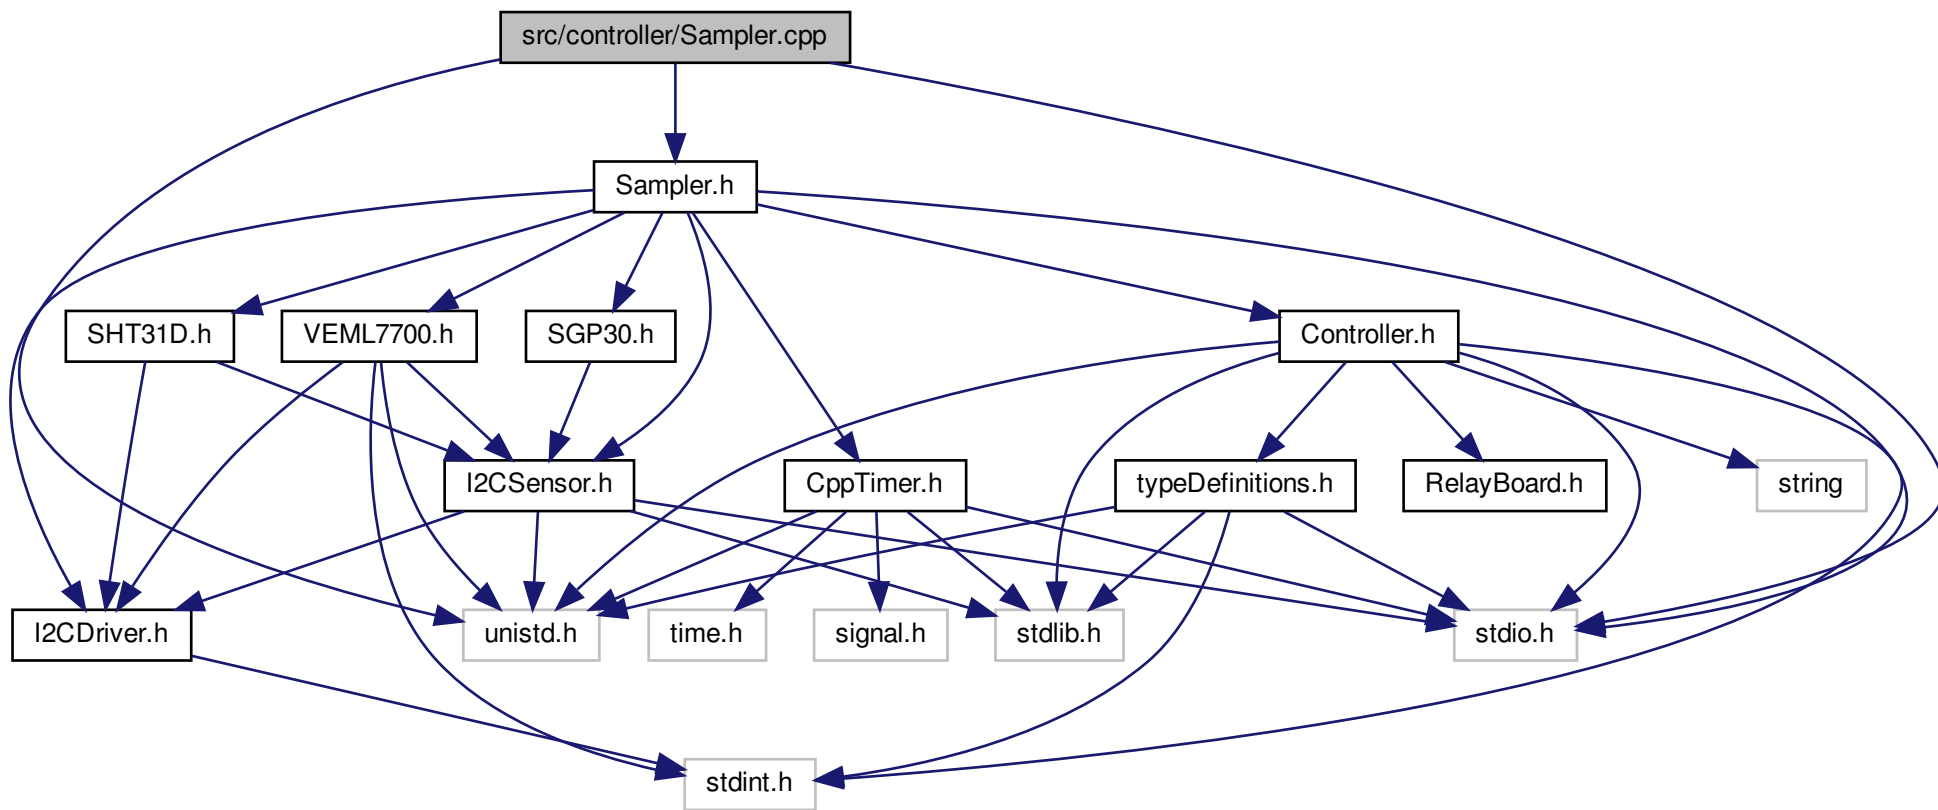 src/controller/Sampler.cpp
Sampler.h
SHT31D.h
VEML7700.h
SGP30.h
Controller.h
I2CSensor.h
CppTimer.h
typeDefinitions.h
RelayBoard.h
string
I2CDriver.h
unistd.h
time.h
signal.h
stdlib.h
stdio.h
stdint.h